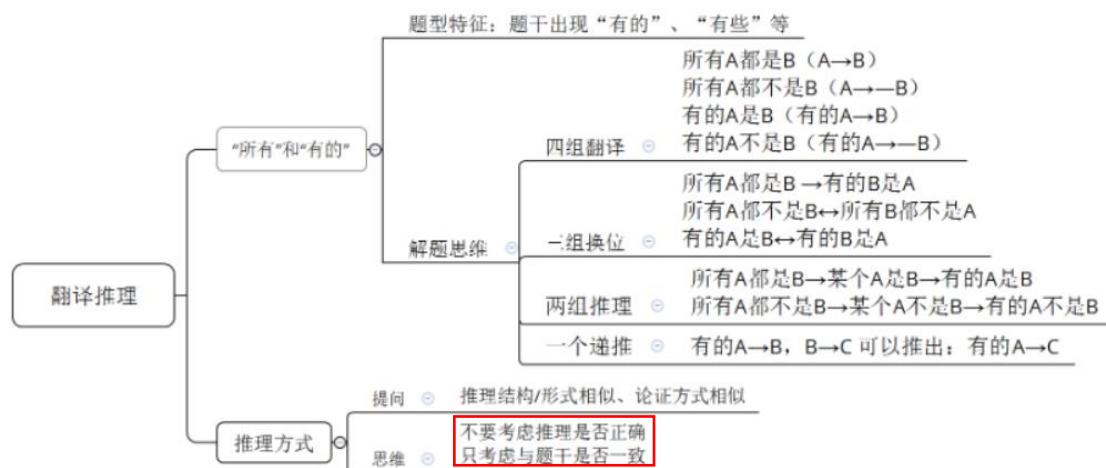 题型特征：题干出现“有的”、“有些”等
所有A都是B（A→B）
所有A都不是B（A→—B）
有的A是B（有的A→B）
有的A不是B（有的A→—B）
四组翻译
“所有”和“有的”
所有A都是B→有的B是A
所有A都不是B↔所有B都不是A
有的A是B↔有的B是A
三组换位
解题思维
翻译推理
所有A都是B→某个A是B→有的A是B
所有A都不是B→某个A不是B→有的A不是B
两组推理
一个递推
有的A→B，B→C 可以推出：有的A→C
提问
推理结构/形式相似、论证方式相似
推理方式
不要考虑推理是否正确
只考虑与题干是否一致
思维